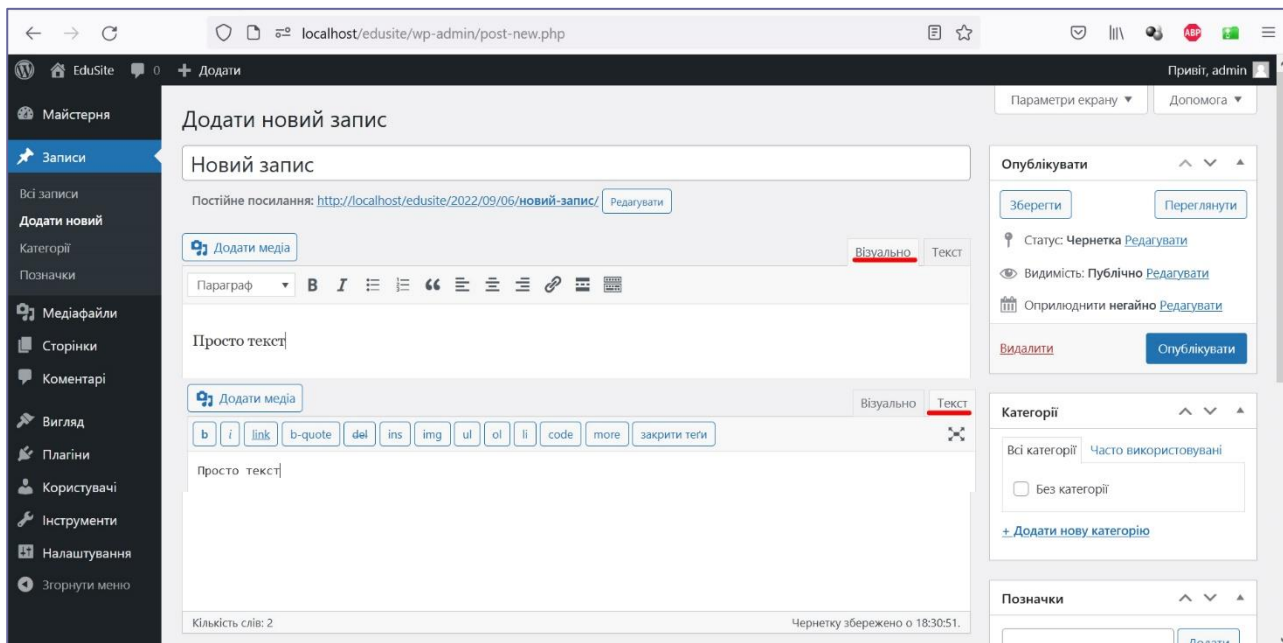 localhost/edusite/wp-admin/post-new.php
ABP
EduSite 0 Додати
Привіт, admin
Параметри екрану Допомога
Майстерня
Записи
Всі записи
Додати новий
Категорії
Позначки
Медіафайли
Сторінки
Коментарі
Вигляд
Плагіни
Користувачі
Інструменти
Налаштування
Згорнути меню
Додати новий запис
Новий запис
Постійне посилання: http://localhost/edusite/2022/09/06/новий-запис/ Редагувати
Додати медіа
Візуально Текст
Параграф B I
Просто текст
Додати медіа
Візуально Текст
b i link b-quote del ins img ul ol li code more закрити теґи
Просто текст
Кількість слів: 2 Чернетку збережено о 18:30:51.
Опублікувати
Зберегти Переглянути
Статус: Чернетка Редагувати
Видимість: Публічно Редагувати
Оприлюднити негайно Редагувати
Видалити Опублікувати
Категорії
Всі категорії Часто використовувані
Без категорії
+ Додати нову категорію
Позначки
Додати